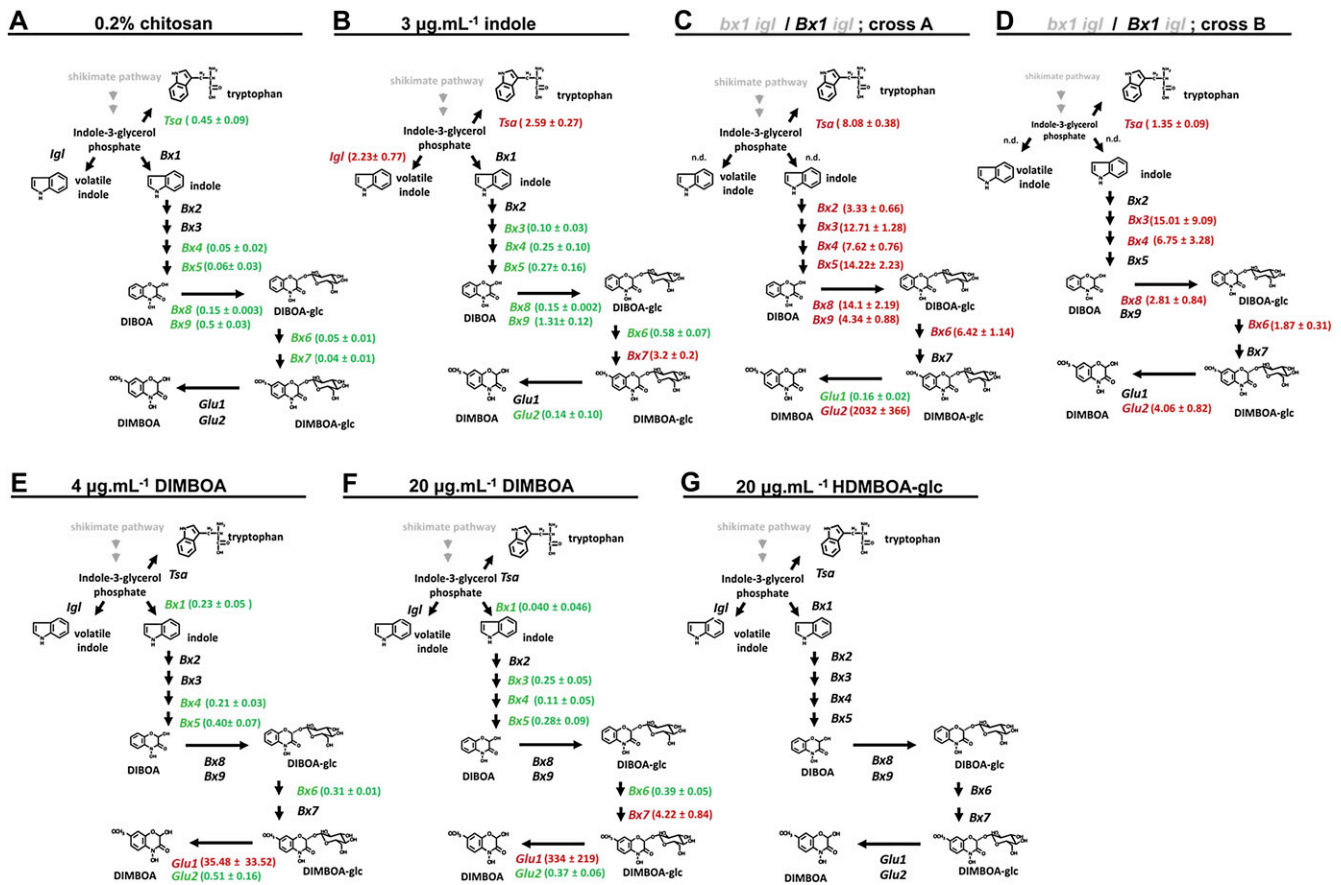 A 0.2% chitosan
shikimate pathway
tryptophan
Tsa ( 0.45 ± 0.09)
Indole-3-glycerol
phosphate
Igl
Bx1
volatile
indole
indole
Bx2
Bx3
Bx4 (0.05 ± 0.02)
Bx5 (0.06± 0.03)
DIBOA
Bx8 (0.15 ± 0.003)
Bx9 (0.5 ± 0.03)
DIBOA-glc
Bx6 (0.05 ± 0.01)
Bx7 (0.04 ± 0.01)
DIMBOA
Glu1
Glu2
DIMBOA-glc
B 3 µg.mL-1 indole
shikimate pathway
tryptophan
Tsa ( 2.59 ± 0.27)
Indole-3-glycerol
phosphate
Igl (2.23± 0.77)
Bx1
volatile
indole
indole
Bx2
Bx3 (0.10 ± 0.03)
Bx4 (0.25 ± 0.10)
Bx5 (0.27± 0.16)
DIBOA
Bx8 (0.15 ± 0.002)
Bx9 (1.31± 0.12)
DIBOA-glc
Bx6 (0.58 ± 0.07)
Bx7 (3.2 ± 0.2)
DIMBOA
Glu1
Glu2 (0.14 ± 0.10)
DIMBOA-glc
C bx1 igl / Bx1 igl ; cross A
shikimate pathway
tryptophan
Tsa ( 8.08 ± 0.38)
Indole-3-glycerol
phosphate
n.d.
n.d.
volatile
indole
indole
Bx2 (3.33 ± 0.66)
Bx3 (12.71 ± 1.28)
Bx4 (7.62 ± 0.76)
Bx5 (14.22± 2.23)
DIBOA
Bx8 (14.1 ± 2.19)
Bx9 (4.34 ± 0.88)
DIBOA-glc
Bx6 (6.42 ± 1.14)
Bx7
DIMBOA
Glu1 (0.16 ± 0.02)
Glu2 (2032 ± 366)
DIMBOA-glc
D bx1 igl / Bx1 igl ; cross B
shikimate pathway
tryptophan
Tsa ( 1.35 ± 0.09)
Indole-3-glycerol
phosphate
n.d.
n.d.
volatile
indole
indole
Bx2
Bx3 (15.01 ± 9.09)
Bx4 (6.75 ± 3.28)
Bx5
DIBOA
Bx8 (2.81 ± 0.84)
Bx9
DIBOA-glc
Bx6 (1.87 ± 0.31)
Bx7
DIMBOA
Glu1
Glu2 (4.06 ± 0.82)
DIMBOA-glc
E 4 µg.mL-1 DIMBOA
shikimate pathway
tryptophan
Tsa
Indole-3-glycerol
phosphate
Igl
Bx1 (0.23 ± 0.05 )
volatile
indole
indole
Bx2
Bx3
Bx4 (0.21 ± 0.03)
Bx5 (0.40± 0.07)
DIBOA
Bx8
Bx9
DIBOA-glc
Bx6 (0.31 ± 0.01)
Bx7
DIMBOA
Glu1 (35.48 ± 33.52)
Glu2 (0.51 ± 0.16)
DIMBOA-glc
F 20 µg.mL-1 DIMBOA
shikimate pathway
tryptophan
Tsa
Indole-3-glycerol
phosphate
Igl
Bx1 (0.040 ± 0.046)
volatile
indole
indole
Bx2
Bx3 (0.25 ± 0.05)
Bx4 (0.11 ± 0.05)
Bx5 (0.28± 0.09)
DIBOA
Bx8
Bx9
DIBOA-glc
Bx6 (0.39 ± 0.05)
Bx7 (4.22 ± 0.84)
DIMBOA
Glu1 (334 ± 219)
Glu2 (0.37 ± 0.06)
DIMBOA-glc
G 20 µg.mL -1 HDMBOA-glc
shikimate pathway
tryptophan
Tsa
Indole-3-glycerol
phosphate
Igl
Bx1
volatile
indole
indole
Bx2
Bx3
Bx4
Bx5
DIBOA
Bx8
Bx9
DIBOA-glc
Bx6
Bx7
DIMBOA
Glu1
Glu2
DIMBOA-glc